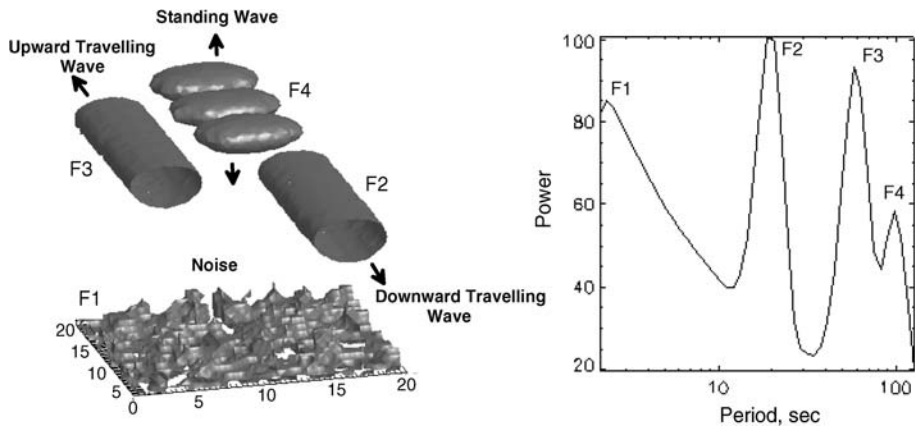 Standing Wave
Upward Travelling
Wave
F4
F3
F2
Noise
F1
Downward Travelling
Wave
20
15
10
5
0
5
10
15
20
100
80
60
40
20
Power
F1
F2
F3
F4
10
100
Period, sec